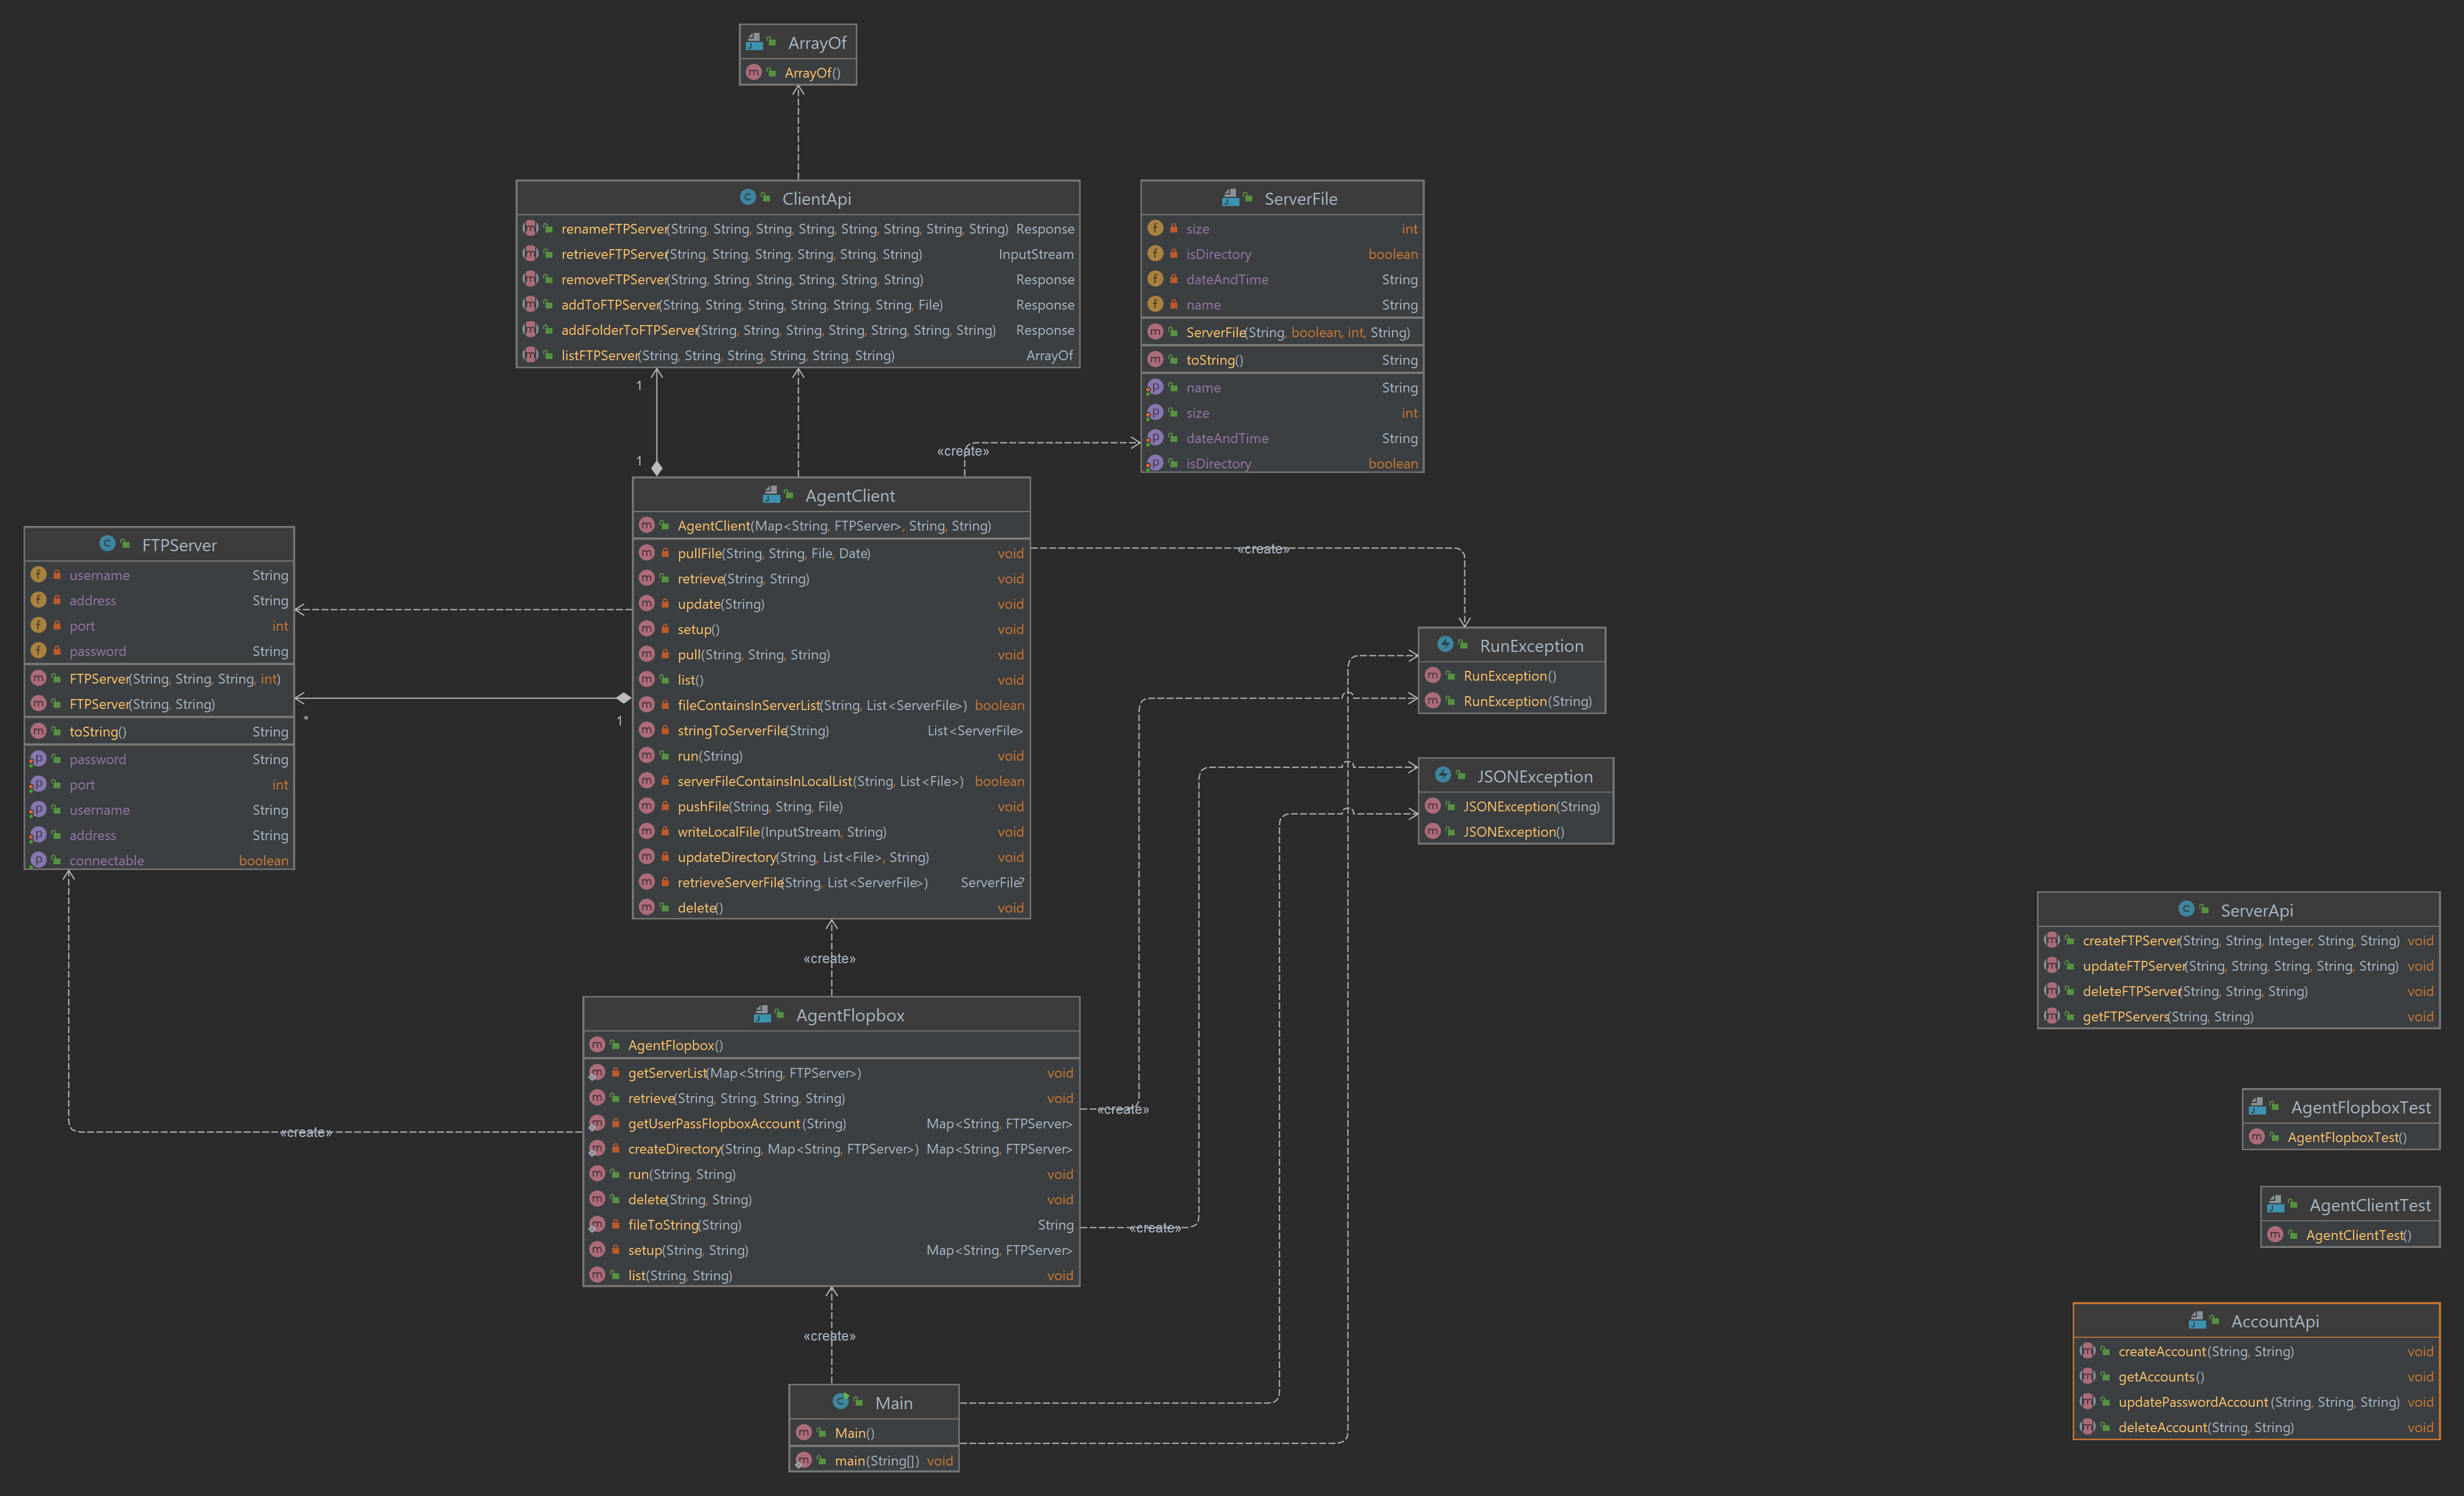 ArrayOf
ArrayOf()
ClientApi
renameFTPServer(String, String, String, String, String, String, String, String) Response
retrieveFTPServer(String, String, String, String, String, String) InputStream
removeFTPServer(String, String, String, String, String, String) Response
addToFTPServer(String, String, String, String, String, String, File) Response
addFolderToFTPServer(String, String, String, String, String, String, String) Response
listFTPServer(String, String, String, String, String, String) ArrayOf
ServerFile
size int
isDirectory boolean
dateAndTime String
name String
ServerFile(String, boolean, int, String)
toString() String
name String
size int
dateAndTime String
isDirectory boolean
1
1
«create»
AgentClient
AgentClient(Map<String, FTPServer>, String, String)
pullFile(String, String, File, Date) void
retrieve(String, String) void
update(String) void
setup() void
pull(String, String, String) void
list() void
fileContainsInServerList(String, List<ServerFile>) boolean
stringToServerFile(String) List<ServerFile>
run(String) void
serverFileContainsInLocalList(String, List<File>) boolean
pushFile(String, String, File) void
writeLocalFile(InputStream, String) void
updateDirectory(String, List<File>, String) void
retrieveServerFile(String, List<ServerFile>) ServerFile?
delete() void
FTPServer
username String
address String
port int
password String
FTPServer(String, String, String, int)
FTPServer(String, String)
toString() String
password String
port int
username String
address String
connectable boolean
*
1
«create»
RunException
RunException()
RunException(String)
JSONException
JSONException(String)
JSONException()
«create»
AgentFlopbox
AgentFlopbox()
getServerList(Map<String, FTPServer>) void
retrieve(String, String, String, String) void
getUserPassFlopboxAccount(String) Map<String, FTPServer>
createDirectory(String, Map<String, FTPServer>) Map<String, FTPServer>
run(String, String) void
delete(String, String) void
fileToString(String) String
setup(String, String) Map<String, FTPServer>
list(String, String) void
«create»
«create»
«create»
«create»
Main
Main()
main(String[]) void
ServerApi
createFTPServer(String, String, Integer, String, String) void
updateFTPServer(String, String, String, String, String) void
deleteFTPServer(String, String, String) void
getFTPServers(String, String) void
AgentFlopboxTest
AgentFlopboxTest()
AgentClientTest
AgentClientTest()
AccountApi
createAccount(String, String) void
getAccounts() void
updatePasswordAccount(String, String, String) void
deleteAccount(String, String) void